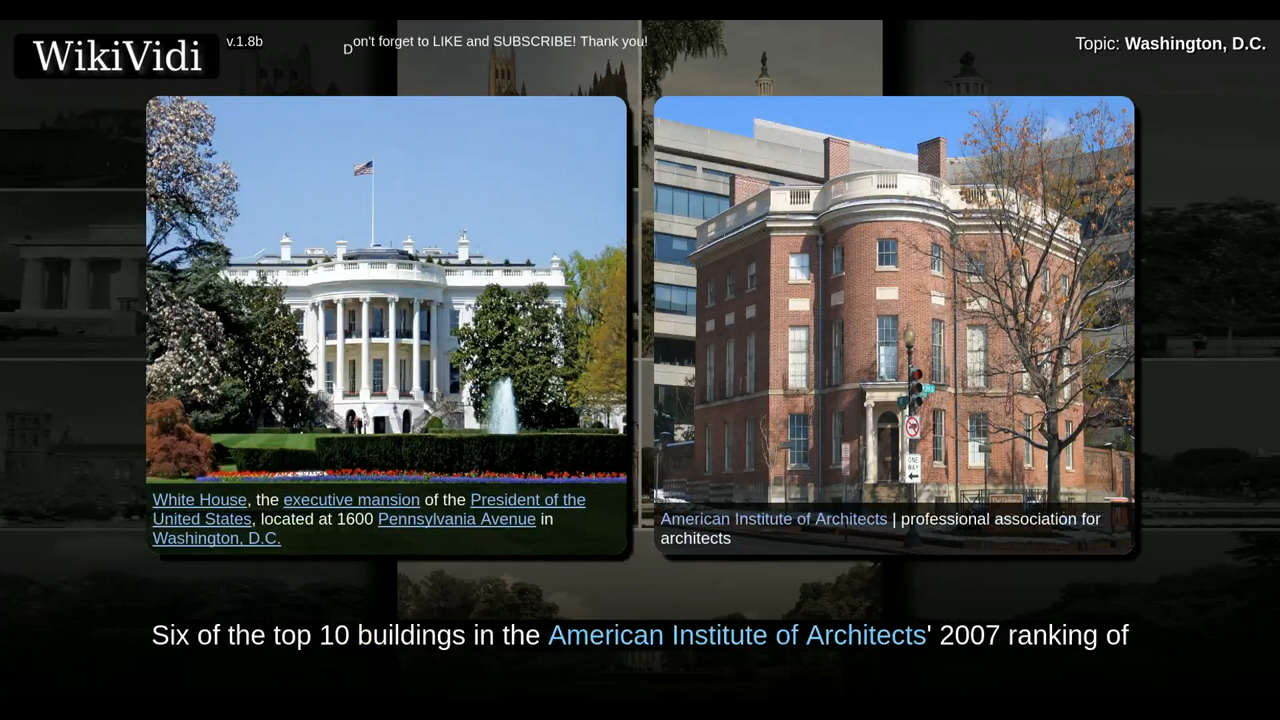 WikiVidi
v.1.8b
Don't forget to LIKE and SUBSCRIBE! Thank you!
Topic: Washington, D.C.
White House, the executive mansion of the President of the
United States, located at 1600 Pennsylvania Avenue in
Washington, D.C.
ONE
WAY
American Institute of Architects | professional association for
architects
Six of the top 10 buildings in the American Institute of Architects' 2007 ranking of